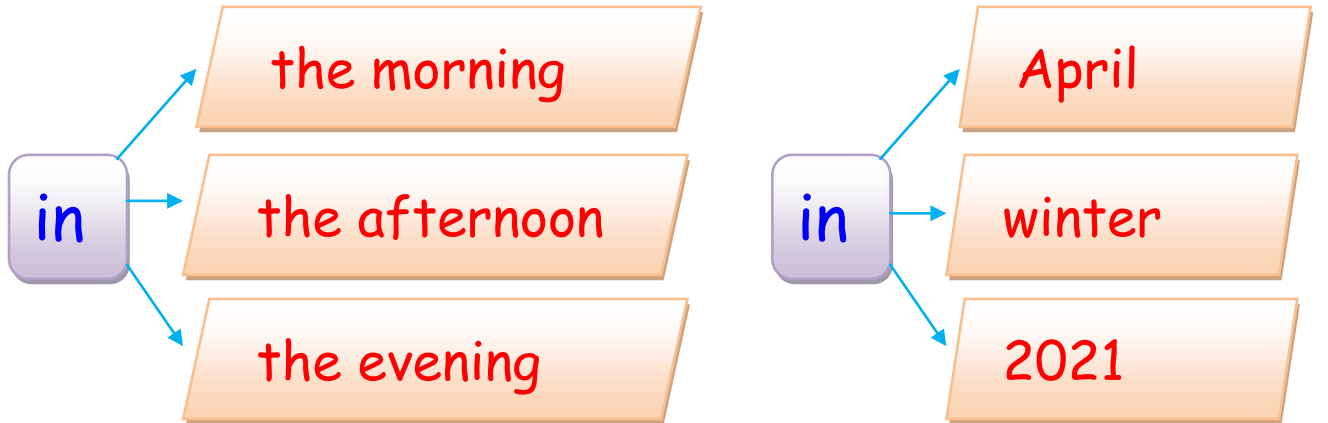 the morning
in
the afternoon
the evening
April
in
winter
2021